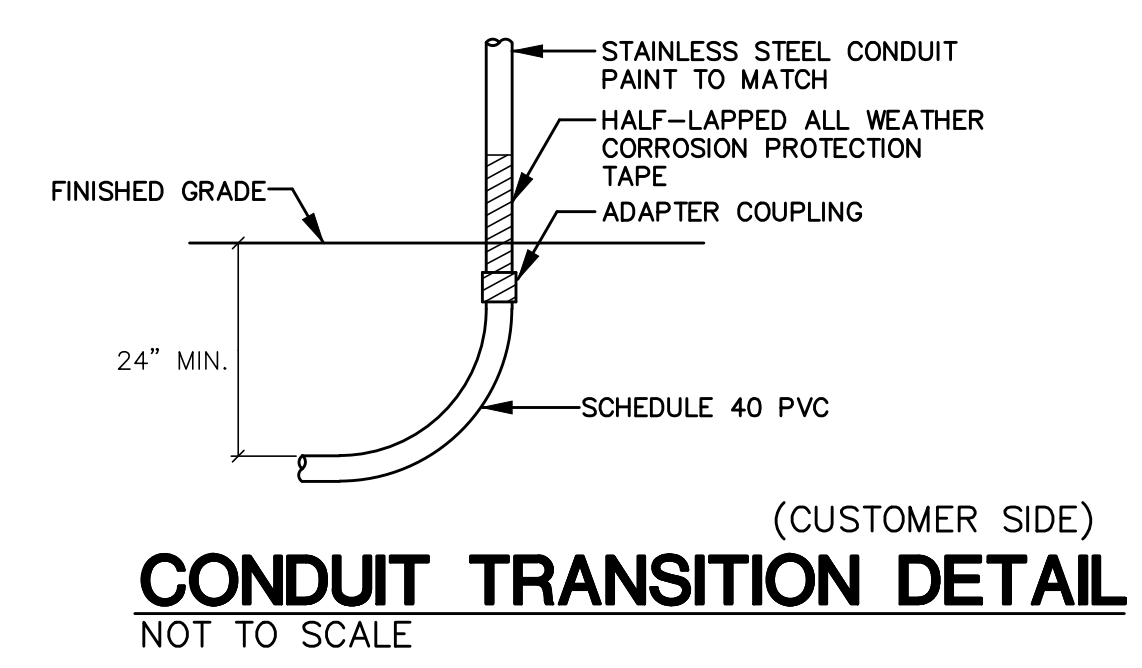 STAINLESS STEEL CONDUIT
PAINT TO MATCH
HALF-LAPPED ALL WEATHER
CORROSION PROTECTION
TAPE
FINISHED GRADE
ADAPTER COUPLING
24" MIN.
SCHEDULE 40 PVC
(CUSTOMER SIDE)
CONDUIT TRANSITION DETAIL
NOT TO SCALE